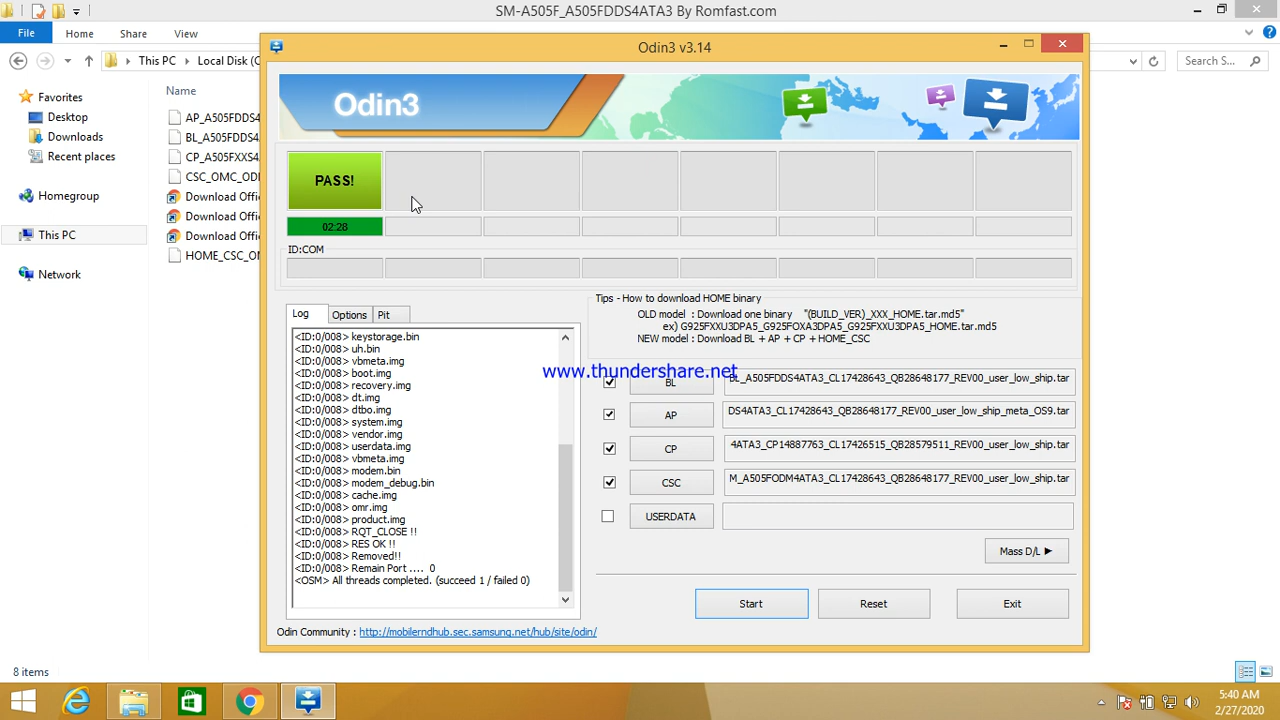 SM-A505F_A505FDDS4ATA3 By Romfast.com
File Home Share View
This PC Local Disk (C
Search S...
Favorites
Desktop
Downloads
Recent places
Homegroup
This PC
Network
Name
AP_A505FDDS4
BL_A505FDDS4
CP_A505FXXS4
CSC_OMC_OD
Download Offi
Download Offi
Download Offi
HOME_CSC_OM
Odin3 v3.14
Odin3
PASS!
02:28
ID:COM
Log Options Pit
<ID:0/008> keystorage.bin
<ID:0/008> uh.bin
<ID:0/008> vbmeta.img
<ID:0/008> boot.img
<ID:0/008> recovery.img
<ID:0/008> dt.img
<ID:0/008> dtbo.img
<ID:0/008> system.img
<ID:0/008> vendor.img
<ID:0/008> userdata.img
<ID:0/008> vbmeta.img
<ID:0/008> modem.bin
<ID:0/008> modem_debug.bin
<ID:0/008> cache.img
<ID:0/008> omr.img
<ID:0/008> product.img
<ID:0/008> RQT_CLOSE !!
<ID:0/008> RES OK !!
<ID:0/008> Removed!!
<ID:0/008> Remain Port .... 0
<OSM> All threads completed. (succeed 1 / failed 0)
Tips - How to download HOME binary
OLD model : Download one binary "(BUILD_VER)_XXX_HOME.tar.md5"
ex) G925FXXU3DPA5_G925FOXA3DPA5_G925FXXU3DPA5_HOME.tar.md5
NEW model : Download BL + AP + CP + HOME_CSC
www.thundershare.net
BL BL_A505FDDS4ATA3_CL17428643_QB28648177_REV00_user_low_ship.tar
AP DS4ATA3_CL17428643_QB28648177_REV00_user_low_ship_meta_OS9.tar
CP 4ATA3_CP14887763_CL17426515_QB28579511_REV00_user_low_ship.tar
CSC M_A505FODM4ATA3_CL17428643_QB28648177_REV00_user_low_ship.tar
USERDATA
Mass D/L
Start Reset Exit
Odin Community : http://mobilerndhub.sec.samsung.net/hub/site/odin/
8 items
5:40 AM
2/27/2020